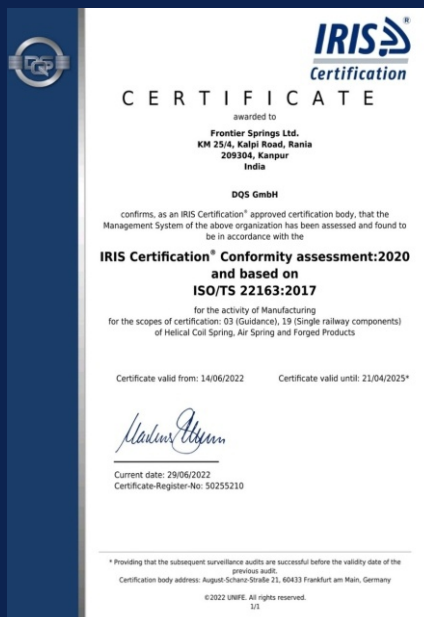 DQS
IRIS®
Certification
CERTIFICATE
awarded to
Frontier Springs Ltd.
KM 25/4, Kalpi Road, Rania
209304, Kanpur
India
DQS GmbH
confirms, as an IRIS Certification® approved certification body, that the
Management System of the above organization has been assessed and found to
be in accordance with the
IRIS Certification® Conformity assessment:2020
and based on
ISO/TS 22163:2017
for the activity of Manufacturing
for the scopes of certification: 03 (Guidance), 19 (Single railway components)
of Helical Coil Spring, Air Spring and Forged Products
Certificate valid from: 14/06/2022 Certificate valid until: 21/04/2025*
Current date: 29/06/2022
Certificate-Register-No: 50255210
* Providing that the subsequent surveillance audits are successful before the validity date of the
previous audit.
Certification body address: August-Schanz-Straße 21, 60433 Frankfurt am Main, Germany
©2022 UNIFE. All rights reserved.
1/1